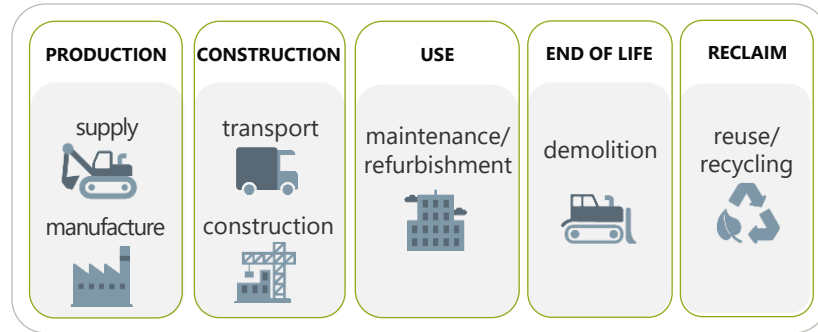 PRODUCTION
supply
manufacture
CONSTRUCTION
transport
construction
USE
maintenance/
refurbishment
END OF LIFE
demolition
RECLAIM
reuse/
recycling